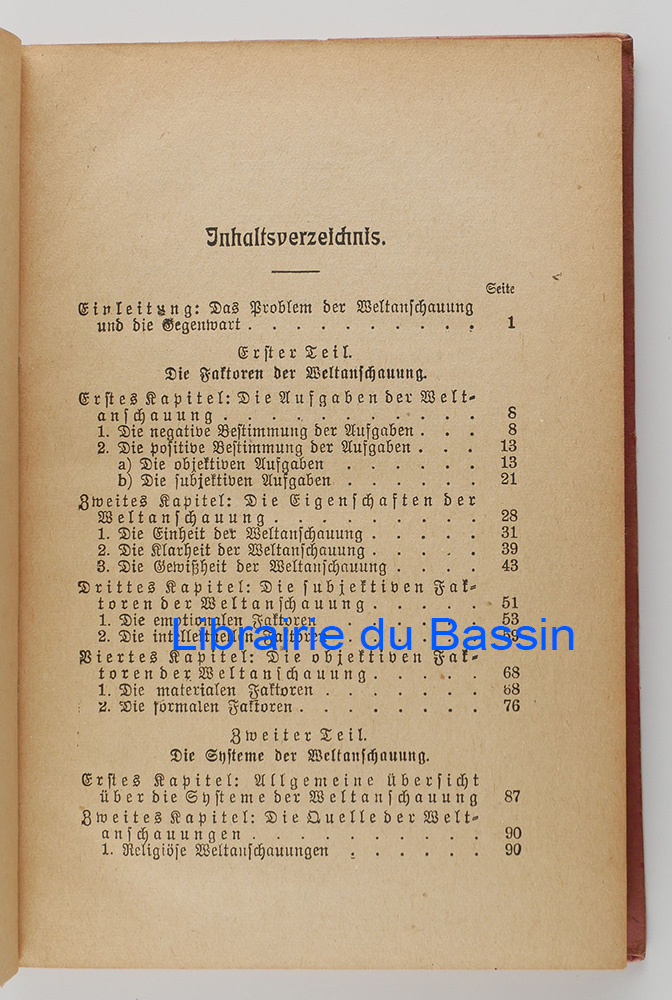 Inhaltsverzeichnis.
Seite
Einleitung: Das Problem der Weltanschauung
und die Gegenwart . . . . . . . . . . 1
Erster Teil.
Die Faktoren der Weltanschauung.
Erstes Kapitel: Die Aufgaben der Welt-
anschauung . . . . . . . . . . . 8
1. Die negative Bestimmung der Aufgaben . . . 8
2. Die positive Bestimmung der Aufgaben . . . 13
a) Die objektiven Aufgaben . . . . . . 13
b) Die subjektiven Aufgaben . . . . . . 21
Zweites Kapitel: Die Eigenschaften der
Weltanschauung . . . . . . . . . 28
1. Die Einheit der Weltanschauung . . . . . 31
2. Die Klarheit der Weltanschauung . . . . . 39
3. Die Gewißheit der Weltanschauung . . . . 43
Drittes Kapitel: Die subjektiven Fak-
toren der Weltanschauung . . . . . 51
1. Die emotionalen Faktoren . . . . . . 53
2. Die intellektuellen Faktoren . . . . . 59
Librairie du Bassin
Viertes Kapitel: Die objektiven Fak-
toren der Weltanschauung . . . . . 68
1. Die materialen Faktoren . . . . . . . 68
2. Die formalen Faktoren . . . . . . . . 76
Zweiter Teil.
Die Systeme der Weltanschauung.
Erstes Kapitel: Allgemeine übersicht
über die Systeme der Weltanschauung 87
Zweites Kapitel: Die Quelle der Welt-
anschauungen . . . . . . . . . . 90
1. Religiöse Weltanschauungen . . . . . . 90